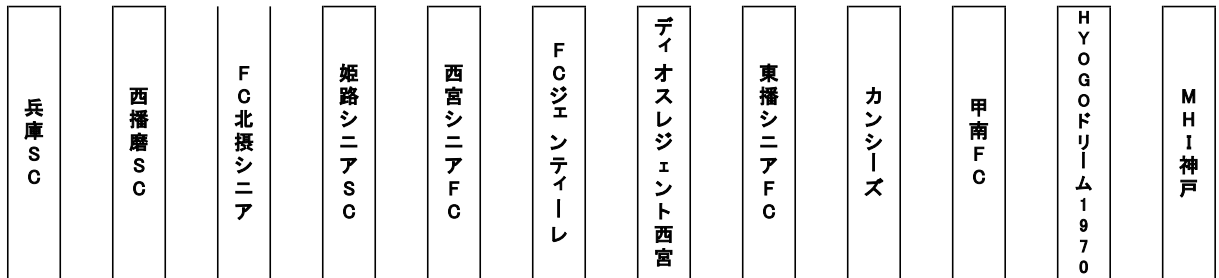 兵庫SC
西播磨SC
FC北摂シニア
姫路シニアSC
西宮シニアFC
FCジェンティーレ
ディオスレジェント西宮
東播シニアFC
カンシーズ
甲南FC
HYOGOドリーム1970
MHI神戸